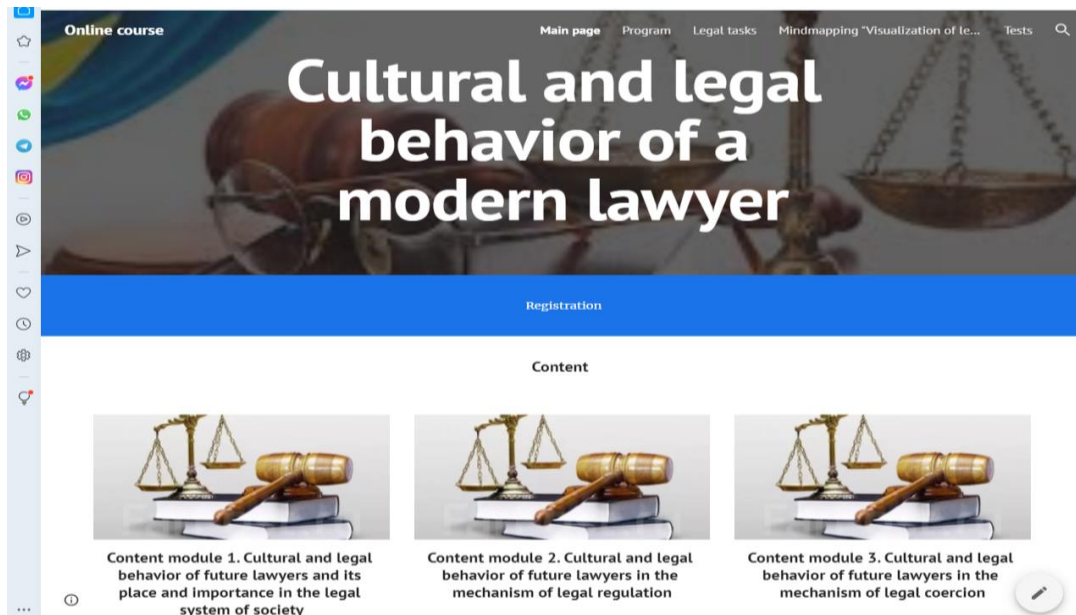 Online course
Main page
Program
Legal tasks
Mindmapping "Visualization of le...
Tests
Cultural and legal
behavior of a
modern lawyer
Registration
Content
Content module 1. Cultural and legal
behavior of future lawyers and its
place and importance in the legal
system of society
Content module 2. Cultural and legal
behavior of future lawyers in the
mechanism of legal regulation
Content module 3. Cultural and legal
behavior of future lawyers in the
mechanism of legal coercion